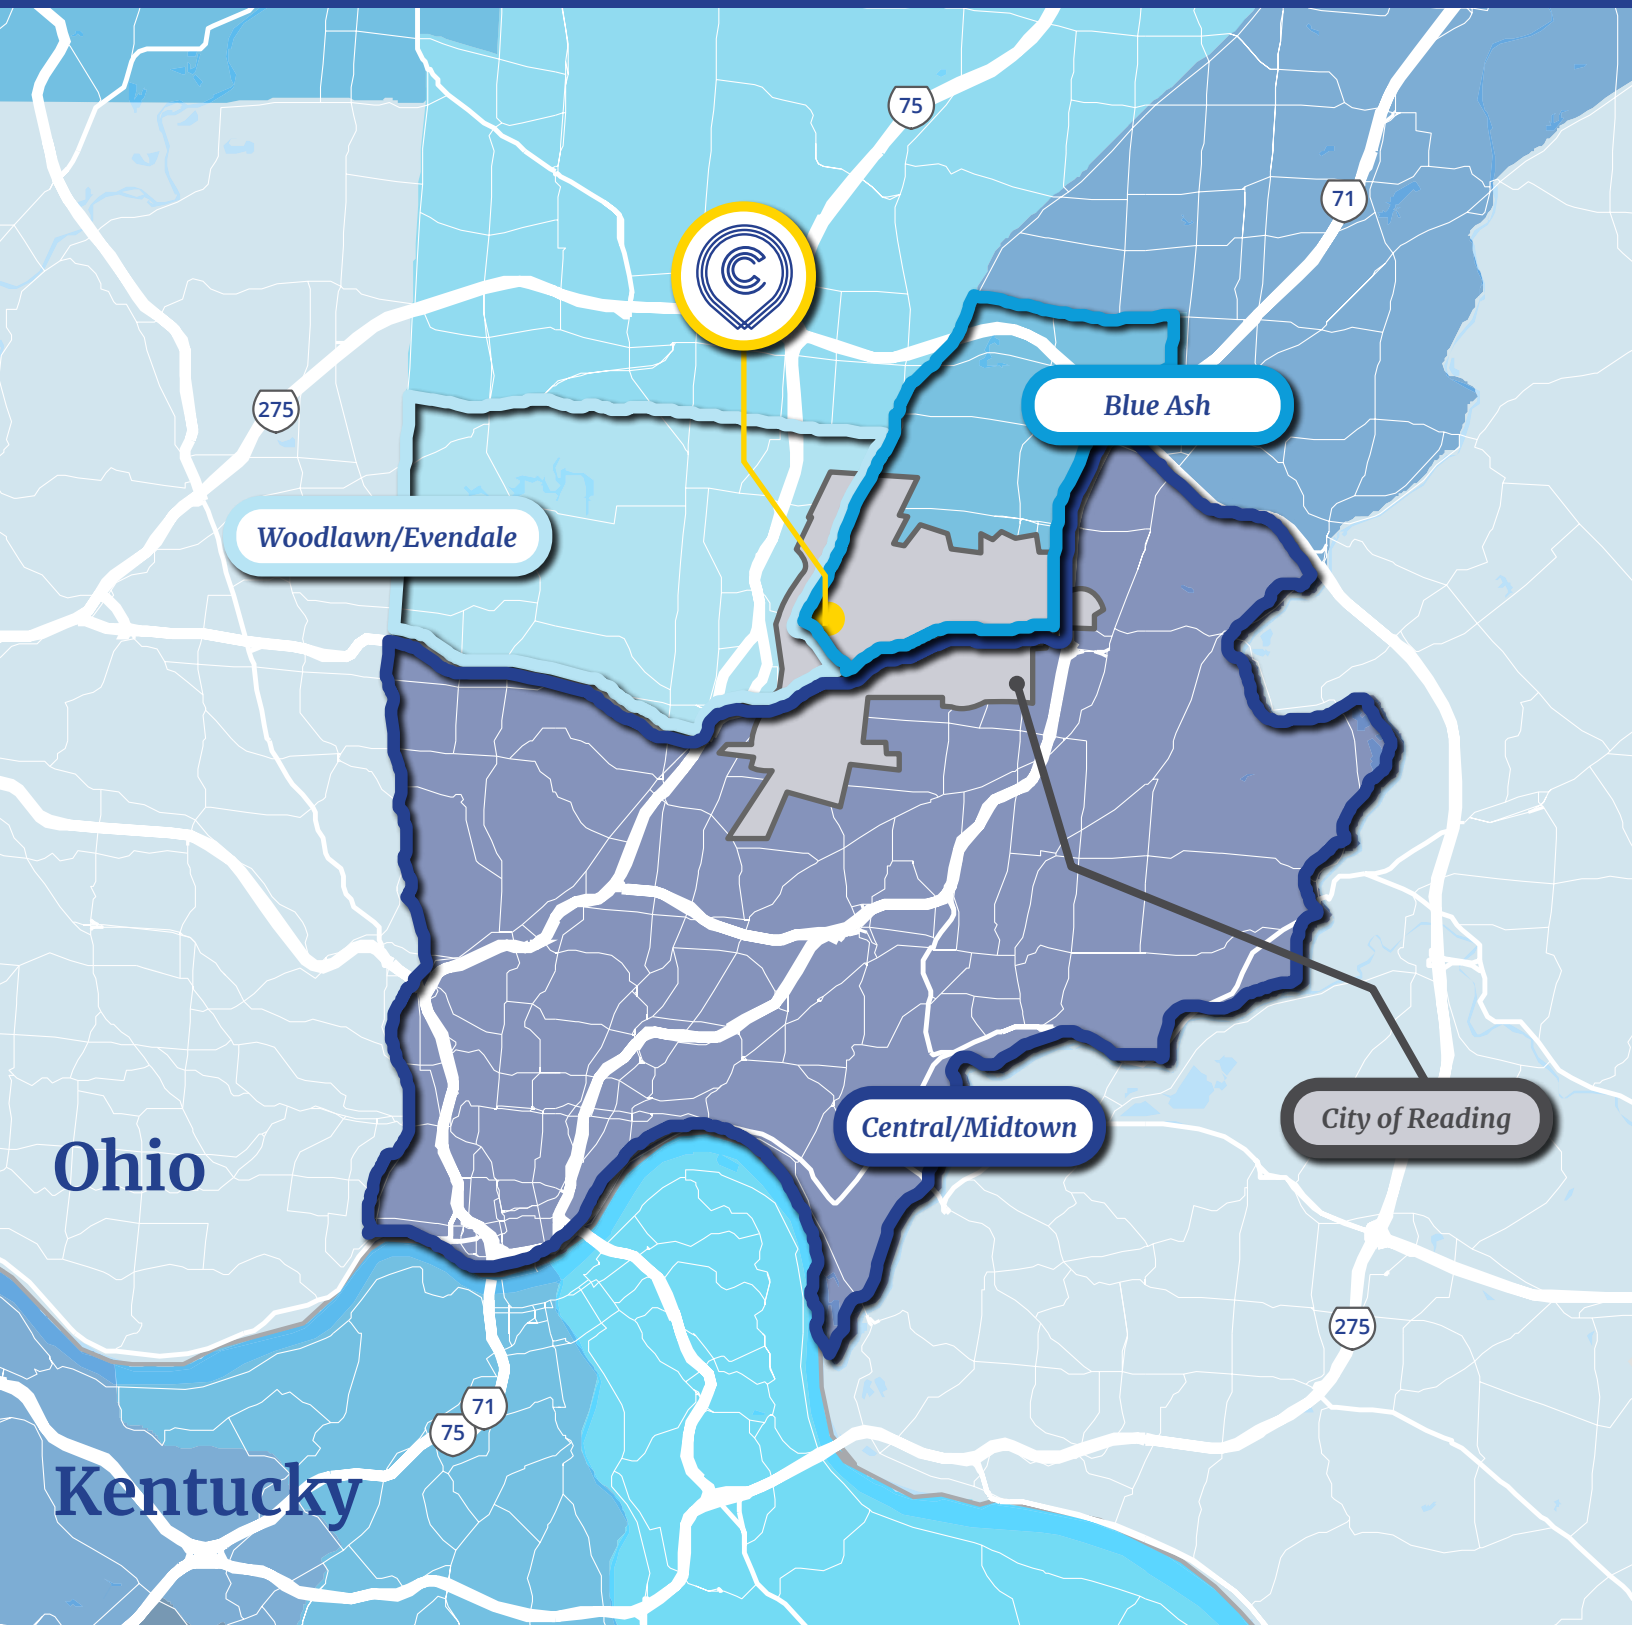 75
71
C
Blue Ash
275
Woodlawn/Evendale
Central/Midtown
City of Reading
Ohio
275
71
75
Kentucky